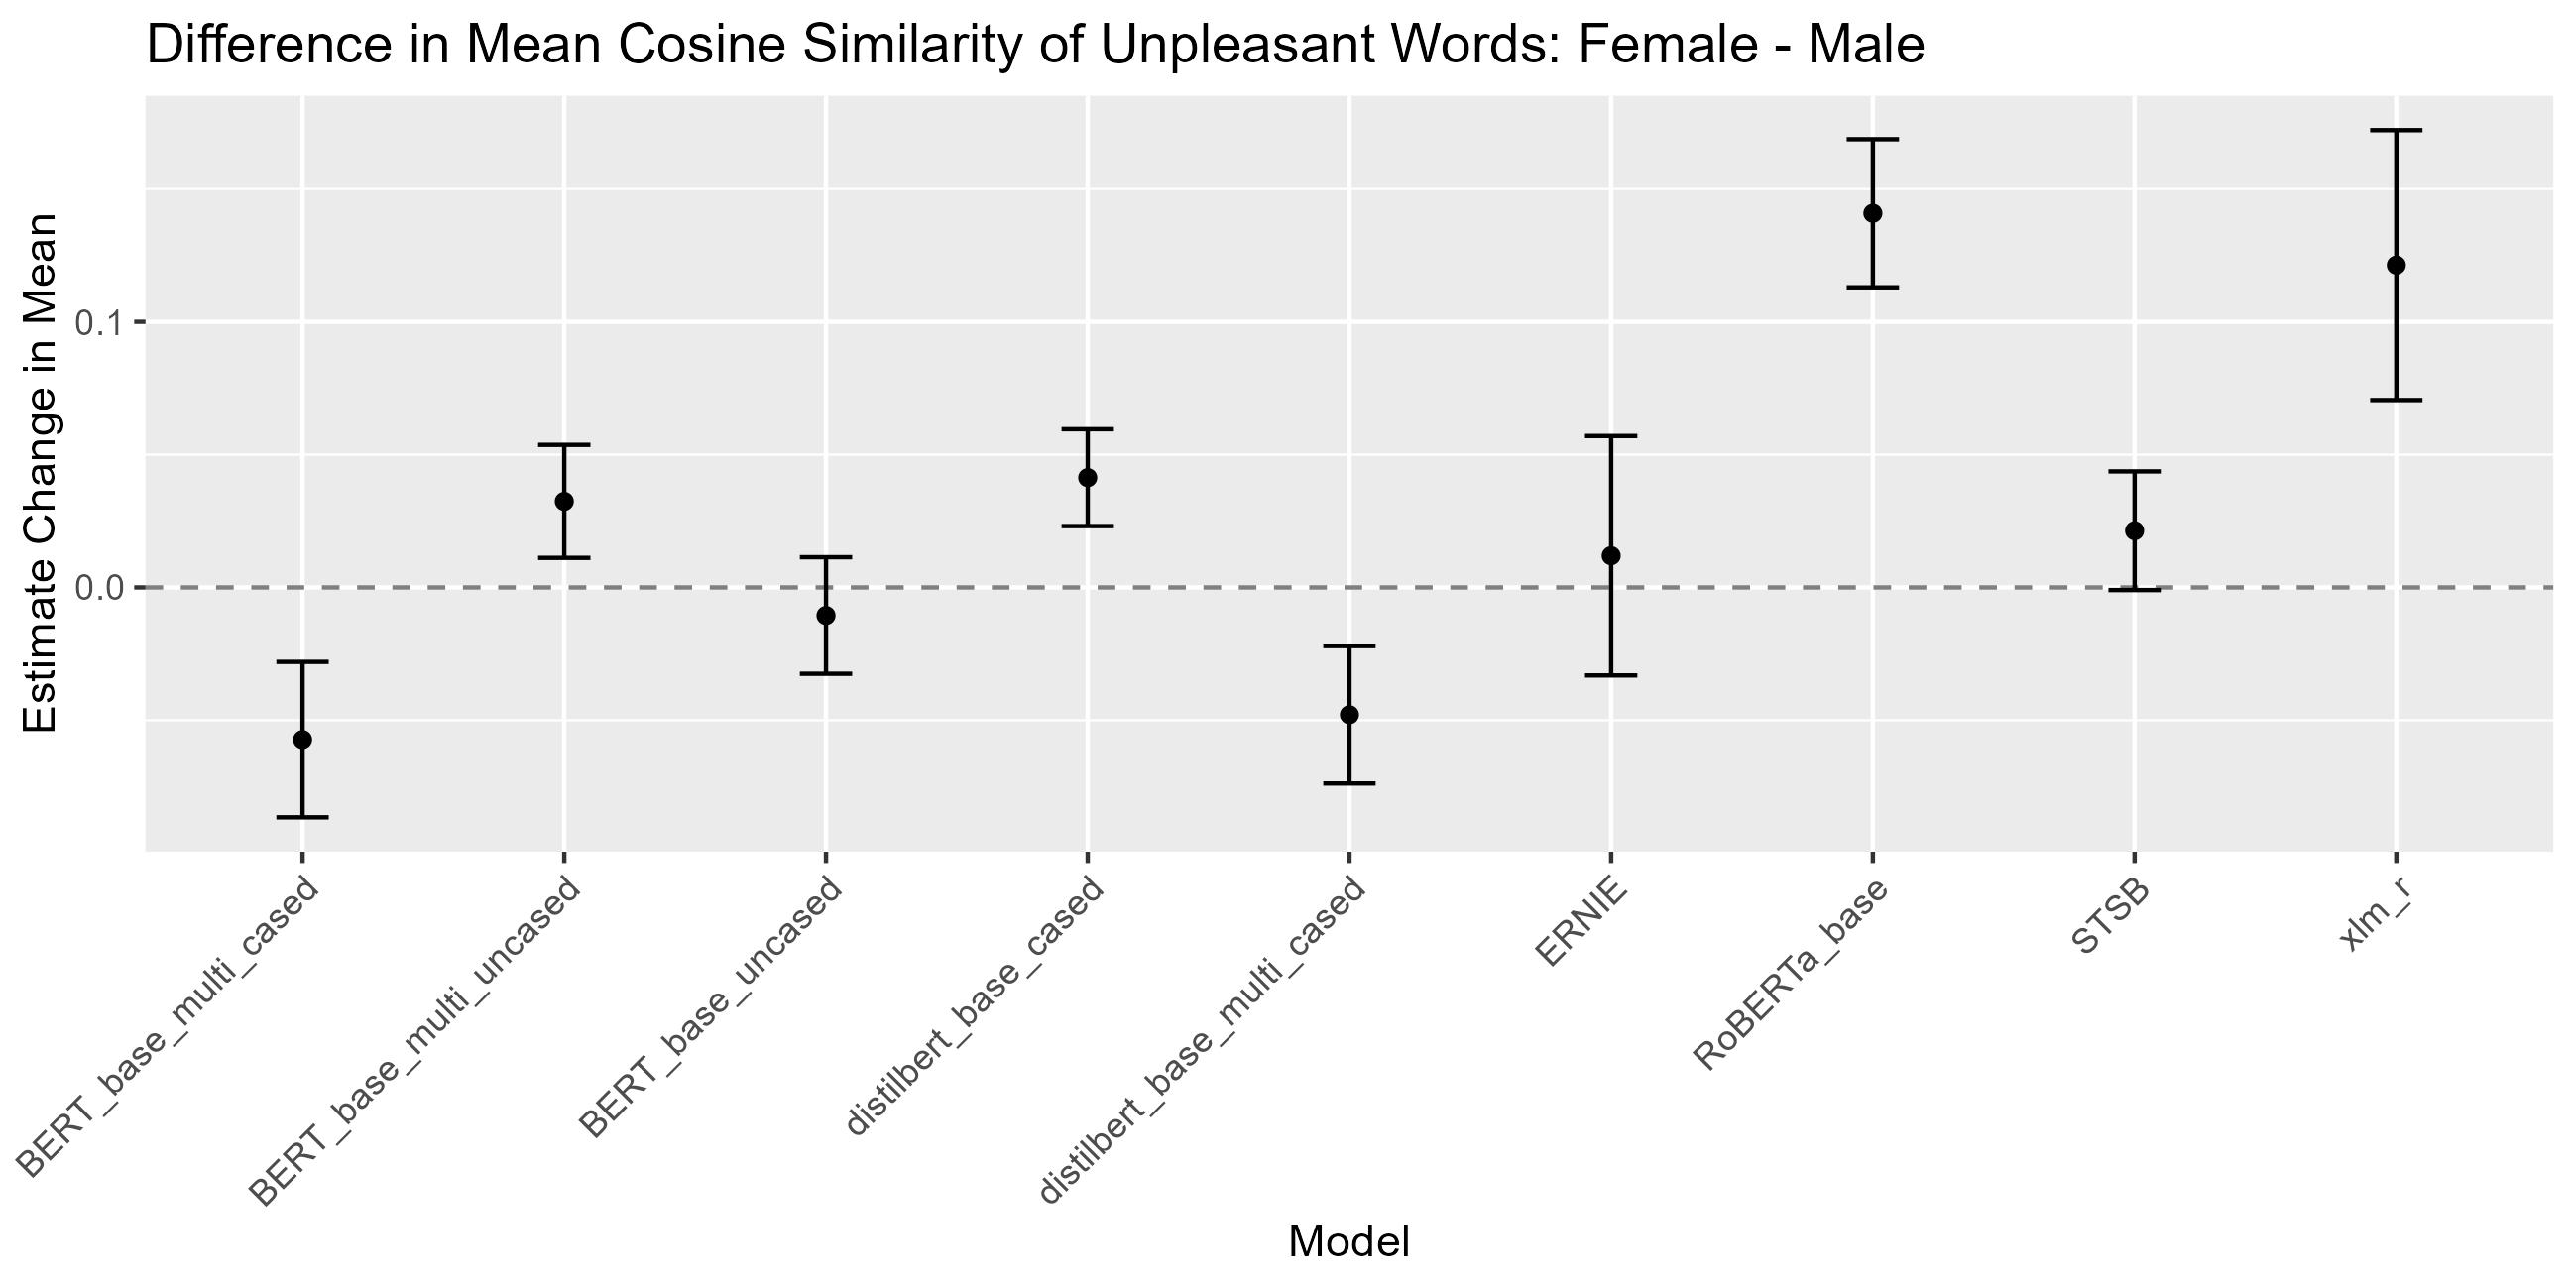 Difference in Mean Cosine Similarity of Unpleasant Words: Female - Male
Estimate Change in Mean
0.1
0.0
BERT_base_multi_cased
BERT_base_multi_uncased
BERT_base_uncased
distilbert_base_cased
distilbert_base_multi_cased
ERNIE
RoBERTa_base
STSB
xlm_r
Model